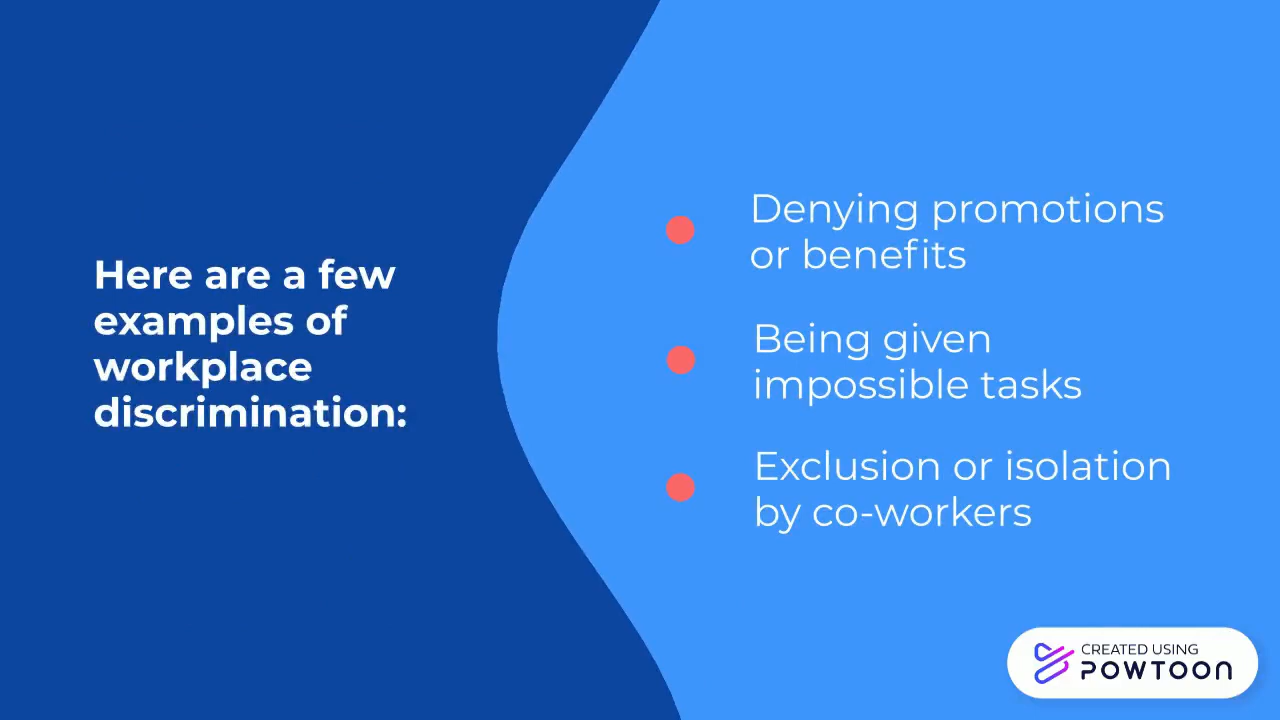 Here are a few
examples of
workplace
discrimination:
Denying promotions
or benefits
Being given
impossible tasks
Exclusion or isolation
by co-workers
CREATED USING
POWTOON